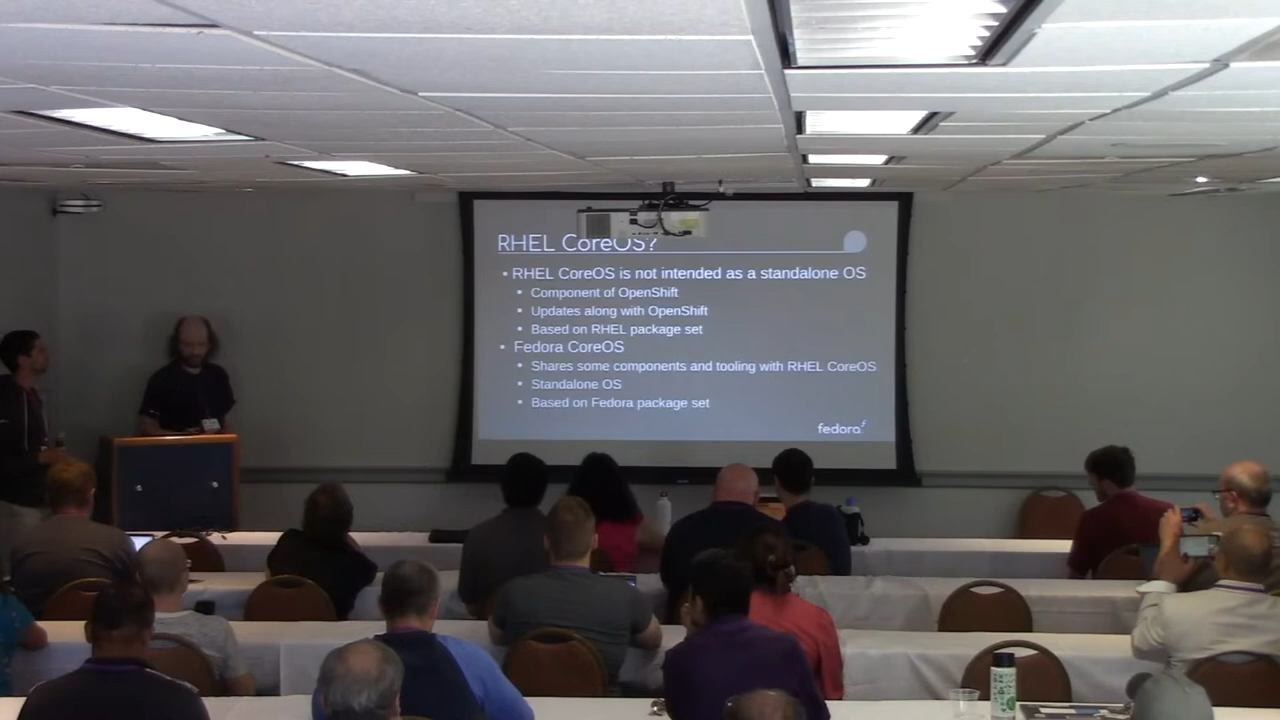 RHEL CoreOS?
• RHEL CoreOS is not intended as a standalone OS
• Component of OpenShift
• Updates along with OpenShift
• Based on RHEL package set
• Fedora CoreOS
• Shares some components and tooling with RHEL CoreOS
• Standalone OS
• Based on Fedora package set
fedora